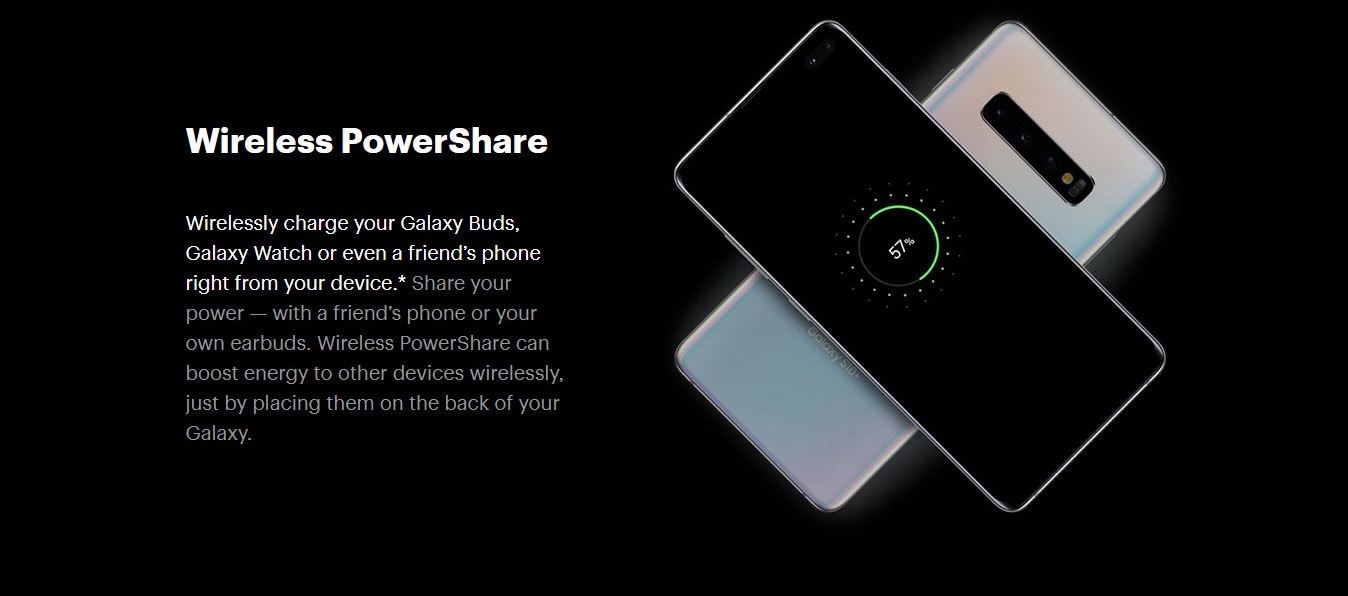 Wireless PowerShare
Wirelessly charge your Galaxy Buds,
Galaxy Watch or even a friend’s phone
right from your device.* Share your
power — with a friend’s phone or your
own earbuds. Wireless PowerShare can
boost energy to other devices wirelessly,
just by placing them on the back of your
Galaxy.
57%
Galaxy S10+